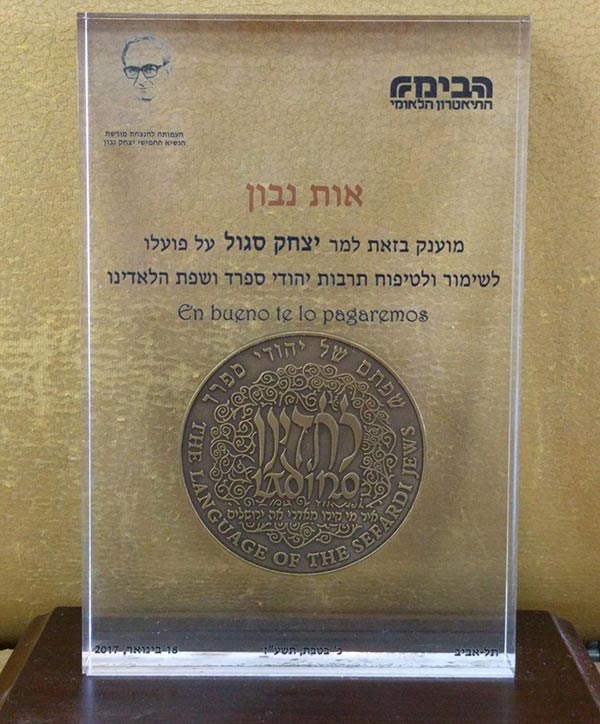 הבימה
התיאטרון הלאומי
העמותה להנצחת מורשת
הנשיא החמישי יצחק נבון
אות נבון
מוענק בזאת למר יצחק סגול על פועלו
לשימור ולטיפוח תרבות יהודי ספרד ושפת הלאדינו
En bueno te lo pagaremos
שפתם של יהודי ספרד
לאדינו
LADINO
THE LANGUAGE OF THE SEFARDI JEWS
תל-אביב
כ' בטבת, תשע"ז
18-בינואר, 2017